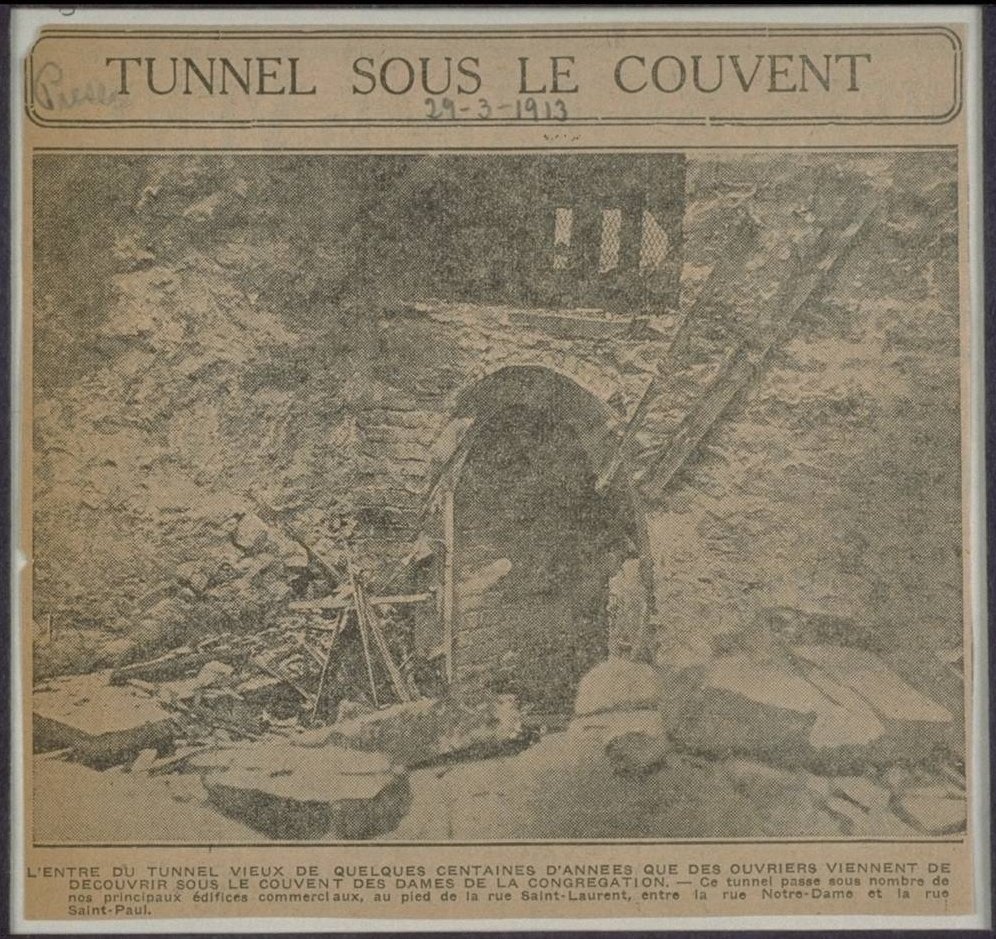 TUNNEL SOUS LE COUVENT
Presse
29-3-1913
L'ENTRE DU TUNNEL VIEUX DE QUELQUES CENTAINES D'ANNEES QUE DES OUVRIERS VIENNENT DE
DECOUVRIR SOUS LE COUVENT DES DAMES DE LA CONGREGATION. — Ce tunnel passe sous nombre de
nos principaux édifices commerciaux, au pied de la rue Saint-Laurent, entre la rue Notre-Dame et la rue
Saint-Paul.